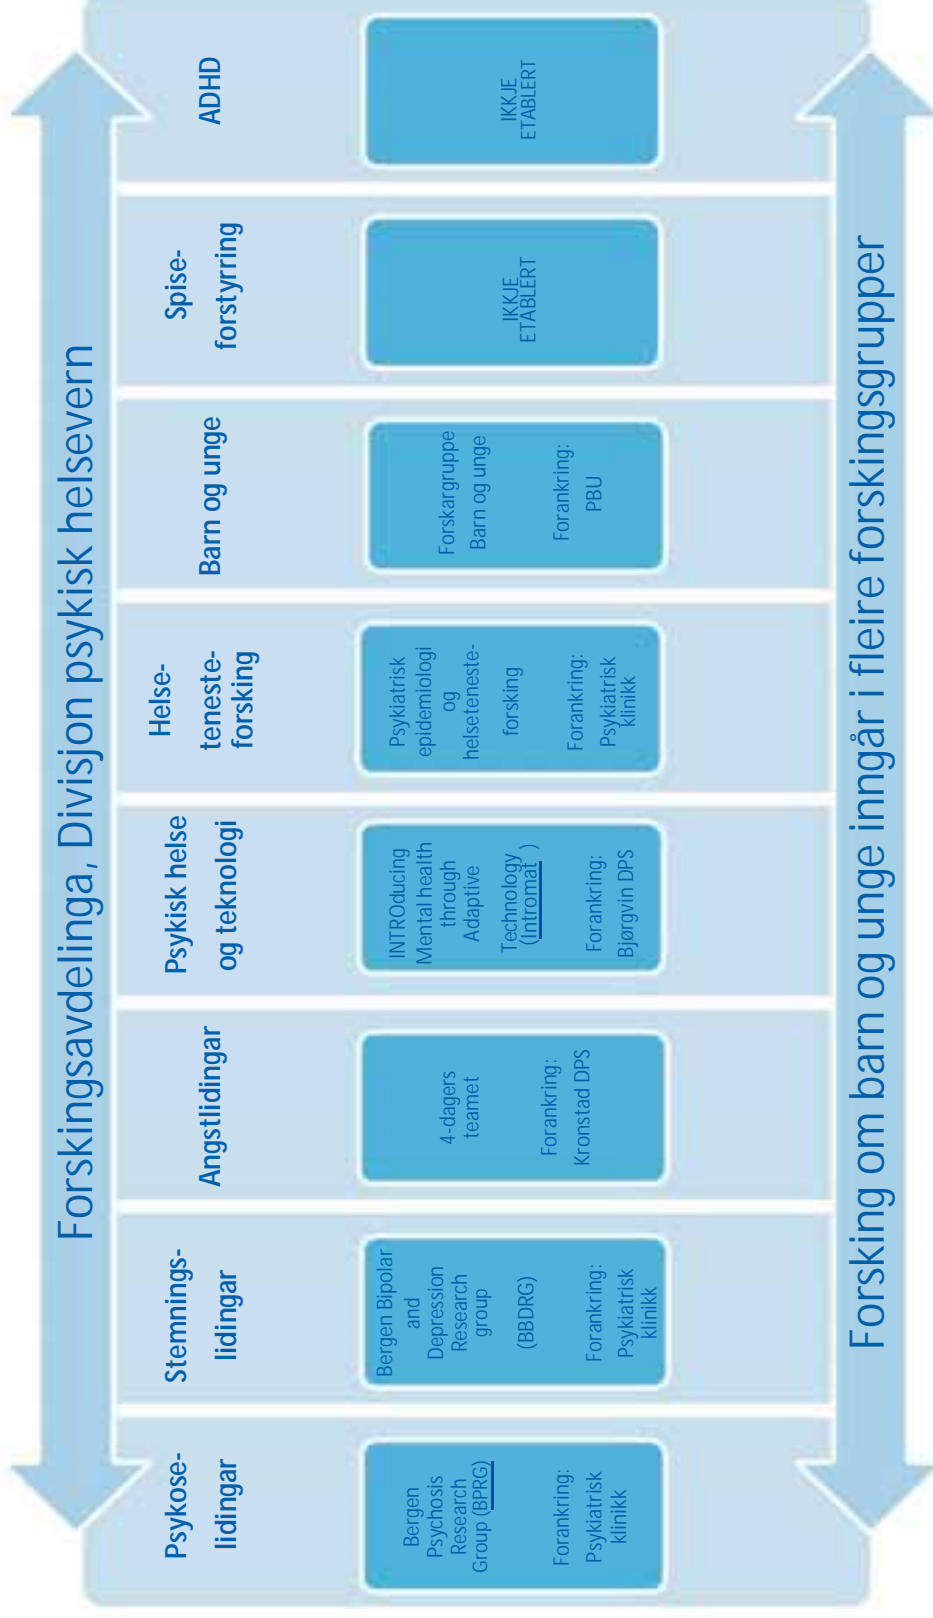 Forskingsavdelinga, Divisjon psykisk helsevern
Psykose-
lidingar
Bergen
Psychosis
Research
Group (BPRG)
Forankring:
Psykiatrisk
klinikk
Stemnings-
lidingar
Bergen Bipolar
and
Depression
Research
group
(BBDRG)
Forankring:
Psykiatrisk
klinikk
Angstlidingar
4-dagers
teamet
Forankring:
Kronstad DPS
Psykisk helse
og teknologi
INTROducing
Mental health
through
Adaptive
Technology
(Intromat )
Forankring:
Bjørgvin DPS
Helse-
teneste-
forsking
Psykiatrisk
epidemiologi
og
helseteneste-
forsking
Forankring:
Psykiatrisk
klinikk
Barn og unge
Forskargruppe
Barn og unge
Forankring:
PBU
Spise-
forstyrring
IKKJE
ETABLERT
ADHD
IKKJE
ETABLERT
Forsking om barn og unge inngår i fleire forskingsgrupper